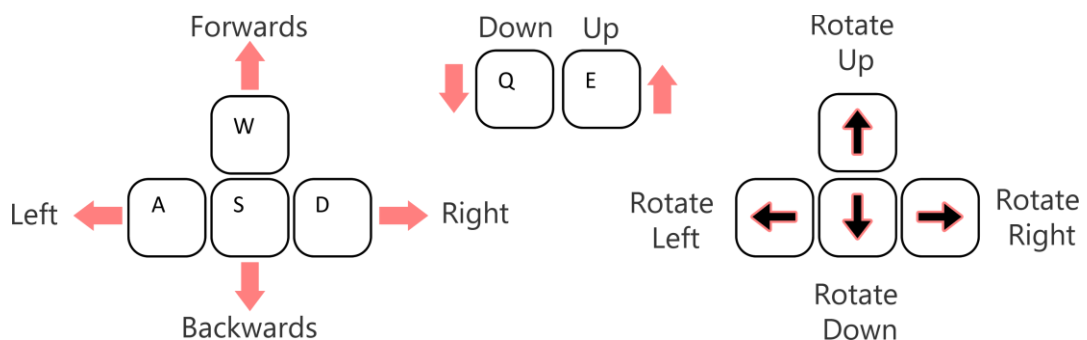 Forwards
W
Left
A
S
D
Right
Backwards
Down
Up
Q
E
Rotate
Up
Rotate
Left
Rotate
Right
Rotate
Down